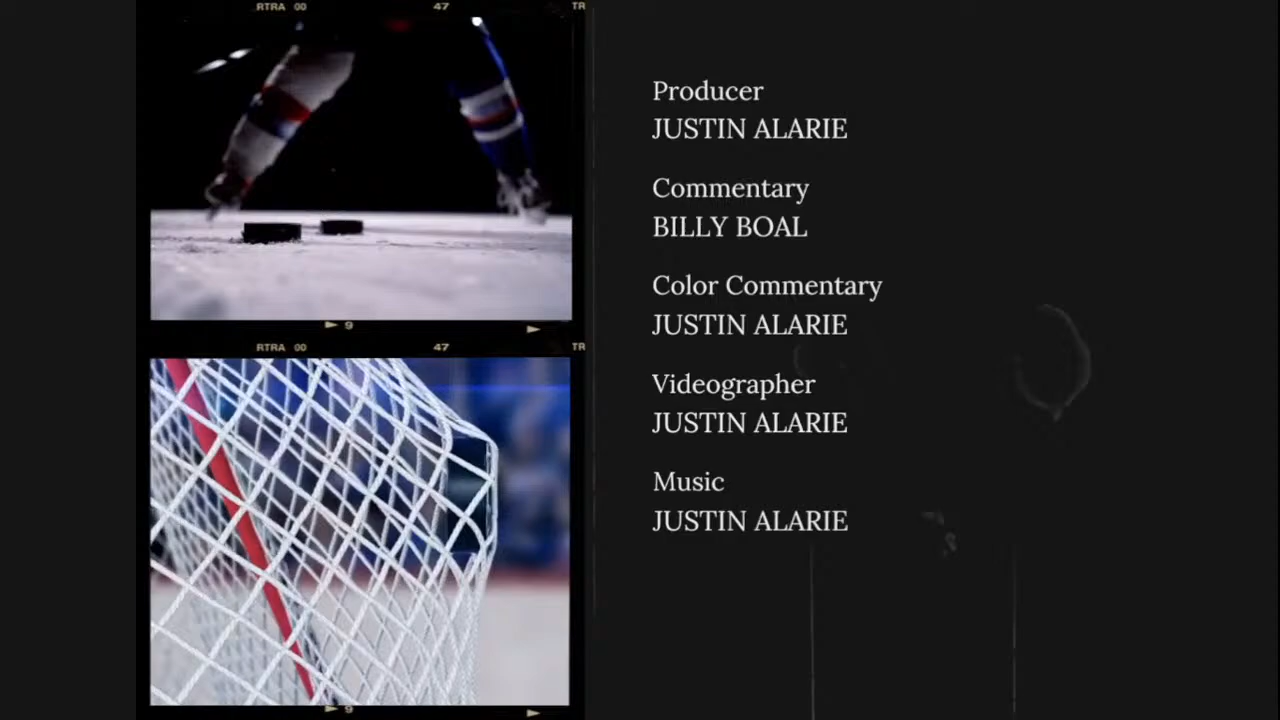 RTRA 00 47 TR
9
RTRA 00 47 TR
9
Producer
JUSTIN ALARIE
Commentary
BILLY BOAL
Color Commentary
JUSTIN ALARIE
Videographer
JUSTIN ALARIE
Music
JUSTIN ALARIE